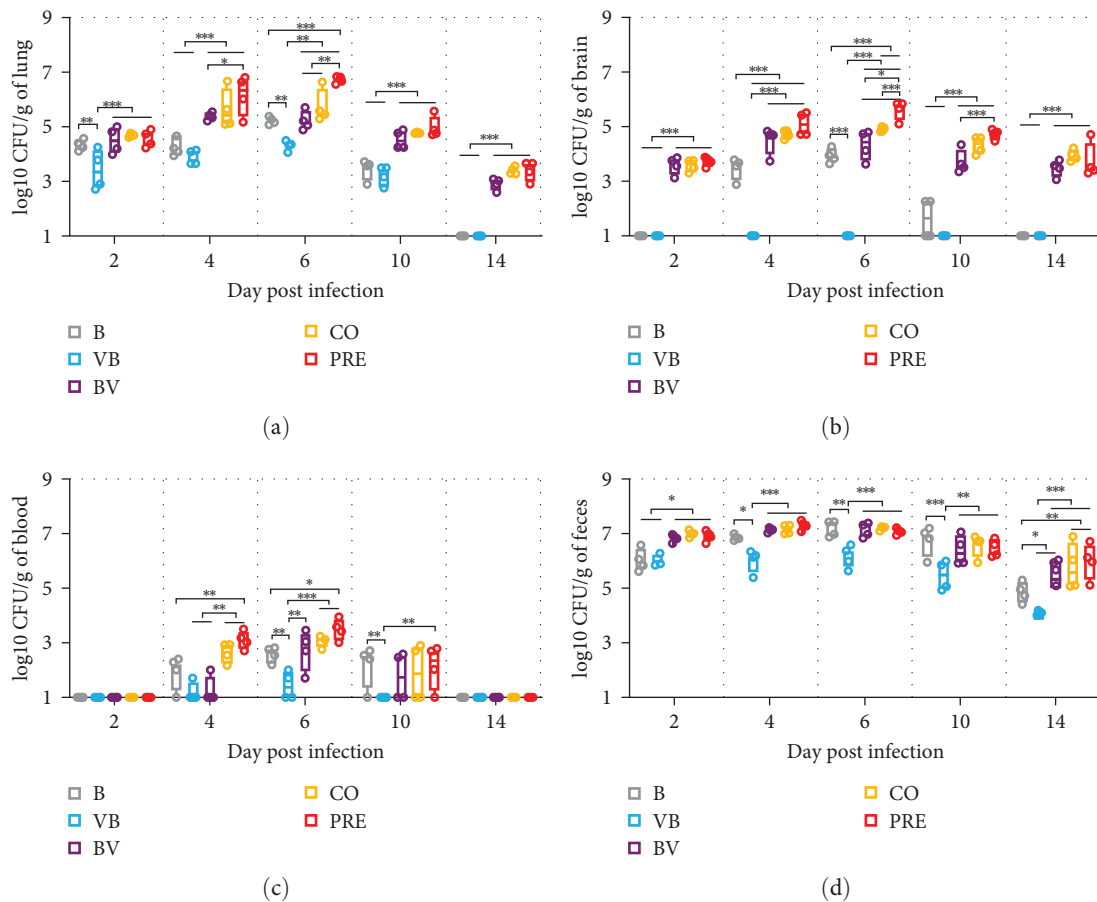 9
7
5
3
1
log10 CFU/g of lung
***
**
***
*
***
**
**
**
***
***
2 4 6 10 14
Day post infection
B
VB
BV
CO
PRE
(a)
9
7
5
3
1
log10 CFU/g of brain
***
***
***
***
***
***
*
***
***
***
***
***
2 4 6 10 14
Day post infection
B
VB
BV
CO
PRE
(b)
9
7
5
3
1
log10 CFU/g of blood
**
**
*
***
**
**
**
**
2 4 6 10 14
Day post infection
B
VB
BV
CO
PRE
(c)
9
7
5
3
1
log10 CFU/g of feces
*
***
*
***
**
***
**
***
**
*
2 4 6 10 14
Day post infection
B
VB
BV
CO
PRE
(d)